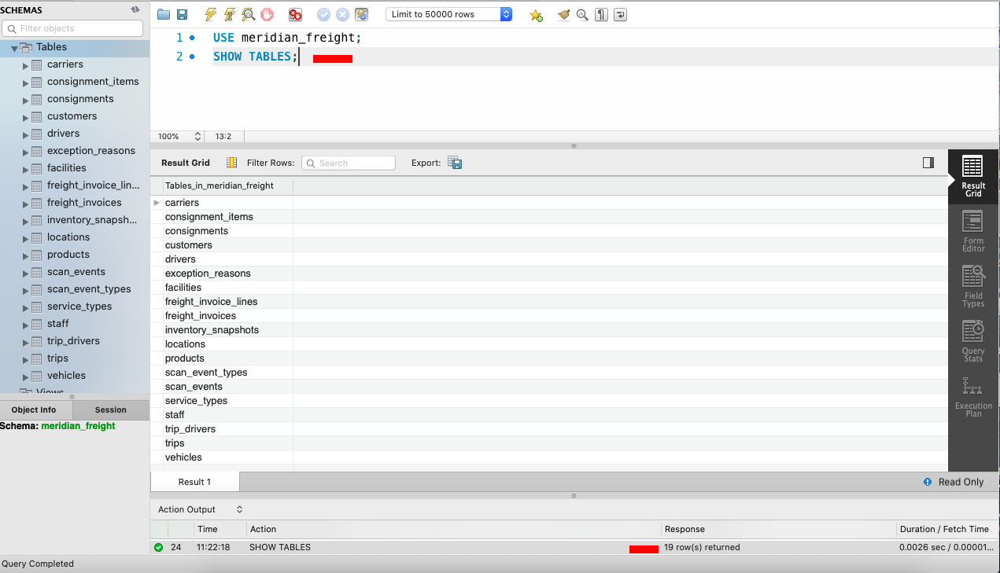 SCHEMAS
Filter objects
Tables
carriers
consignment_items
consignments
customers
drivers
exception_reasons
facilities
freight_invoice_lin...
freight_invoices
inventory_snapsh...
locations
products
scan_events
scan_event_types
service_types
staff
trip_drivers
trips
vehicles
Views
Object Info Session
Schema: meridian_freight
Query Completed
Limit to 50000 rows
1 USE meridian_freight;
2 SHOW TABLES;
100% 13:2
Result Grid Filter Rows: Search Export:
Tables_in_meridian_freight
carriers
consignment_items
consignments
customers
drivers
exception_reasons
facilities
freight_invoice_lines
freight_invoices
inventory_snapshots
locations
products
scan_event_types
scan_events
service_types
staff
trip_drivers
trips
vehicles
Result Grid
Form Editor
Field Types
Query Stats
Execution Plan
Result 1 Read Only
Action Output
Time Action Response Duration / Fetch Time
24 11:22:18 SHOW TABLES 19 row(s) returned 0.0026 sec / 0.00001...